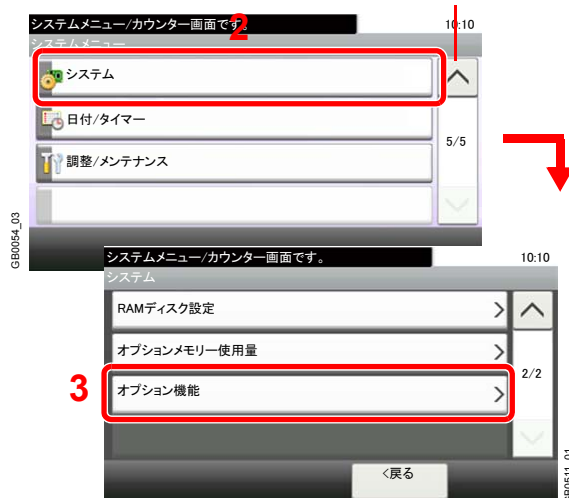 システムメニュー/カウンター画面です。
2
10:10
システムメニュー
システム
日付/タイマー
5/5
調整/メンテナンス
GB0054_03
システムメニュー/カウンター画面です。
10:10
システム
RAMディスク設定
オプションメモリー使用量
2/2
3
オプション機能
<戻る